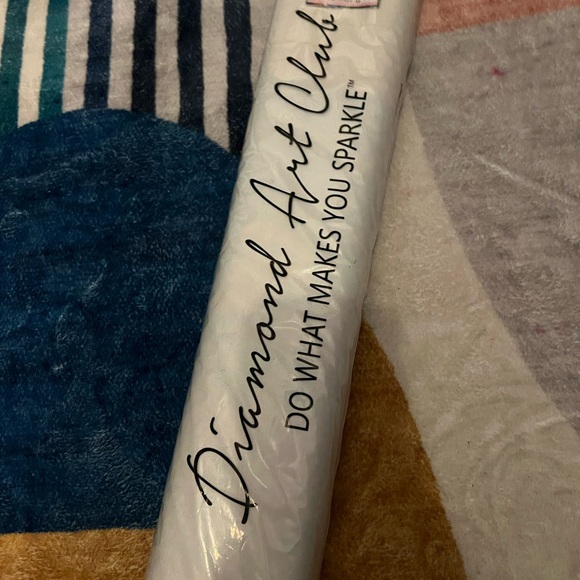 Diamond Art Club
DO WHAT MAKES YOU SPARKLE™